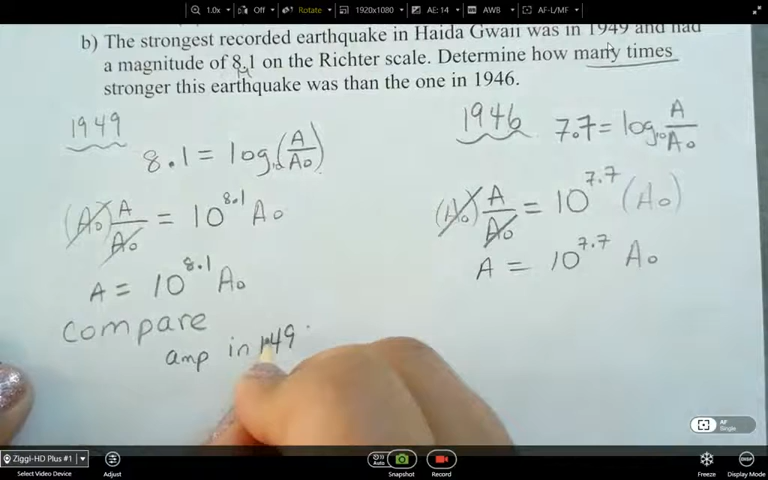 1.0x Off Rotate 1920x1080 AE: 14 AWB AF-L/MF
b) The strongest recorded earthquake in Haida Gwaii was in 1949 and had
a magnitude of 8.1 on the Richter scale. Determine how many times
stronger this earthquake was than the one in 1946.
1949
8.1 = log₁₀(A/A₀)
(A₀) A/A₀ = 10^8.1 A₀
A = 10^8.1 A₀
1946
7.7 = log₁₀ A/A₀
(A₀) A/A₀ = 10^7.7 (A₀)
A = 10^7.7 A₀
Compare
amp in 1949
AF
Single
Ziggi-HD Plus #1
Select Video Device
Adjust
Auto
Snapshot
Record
Freeze
DISP
Display Mode